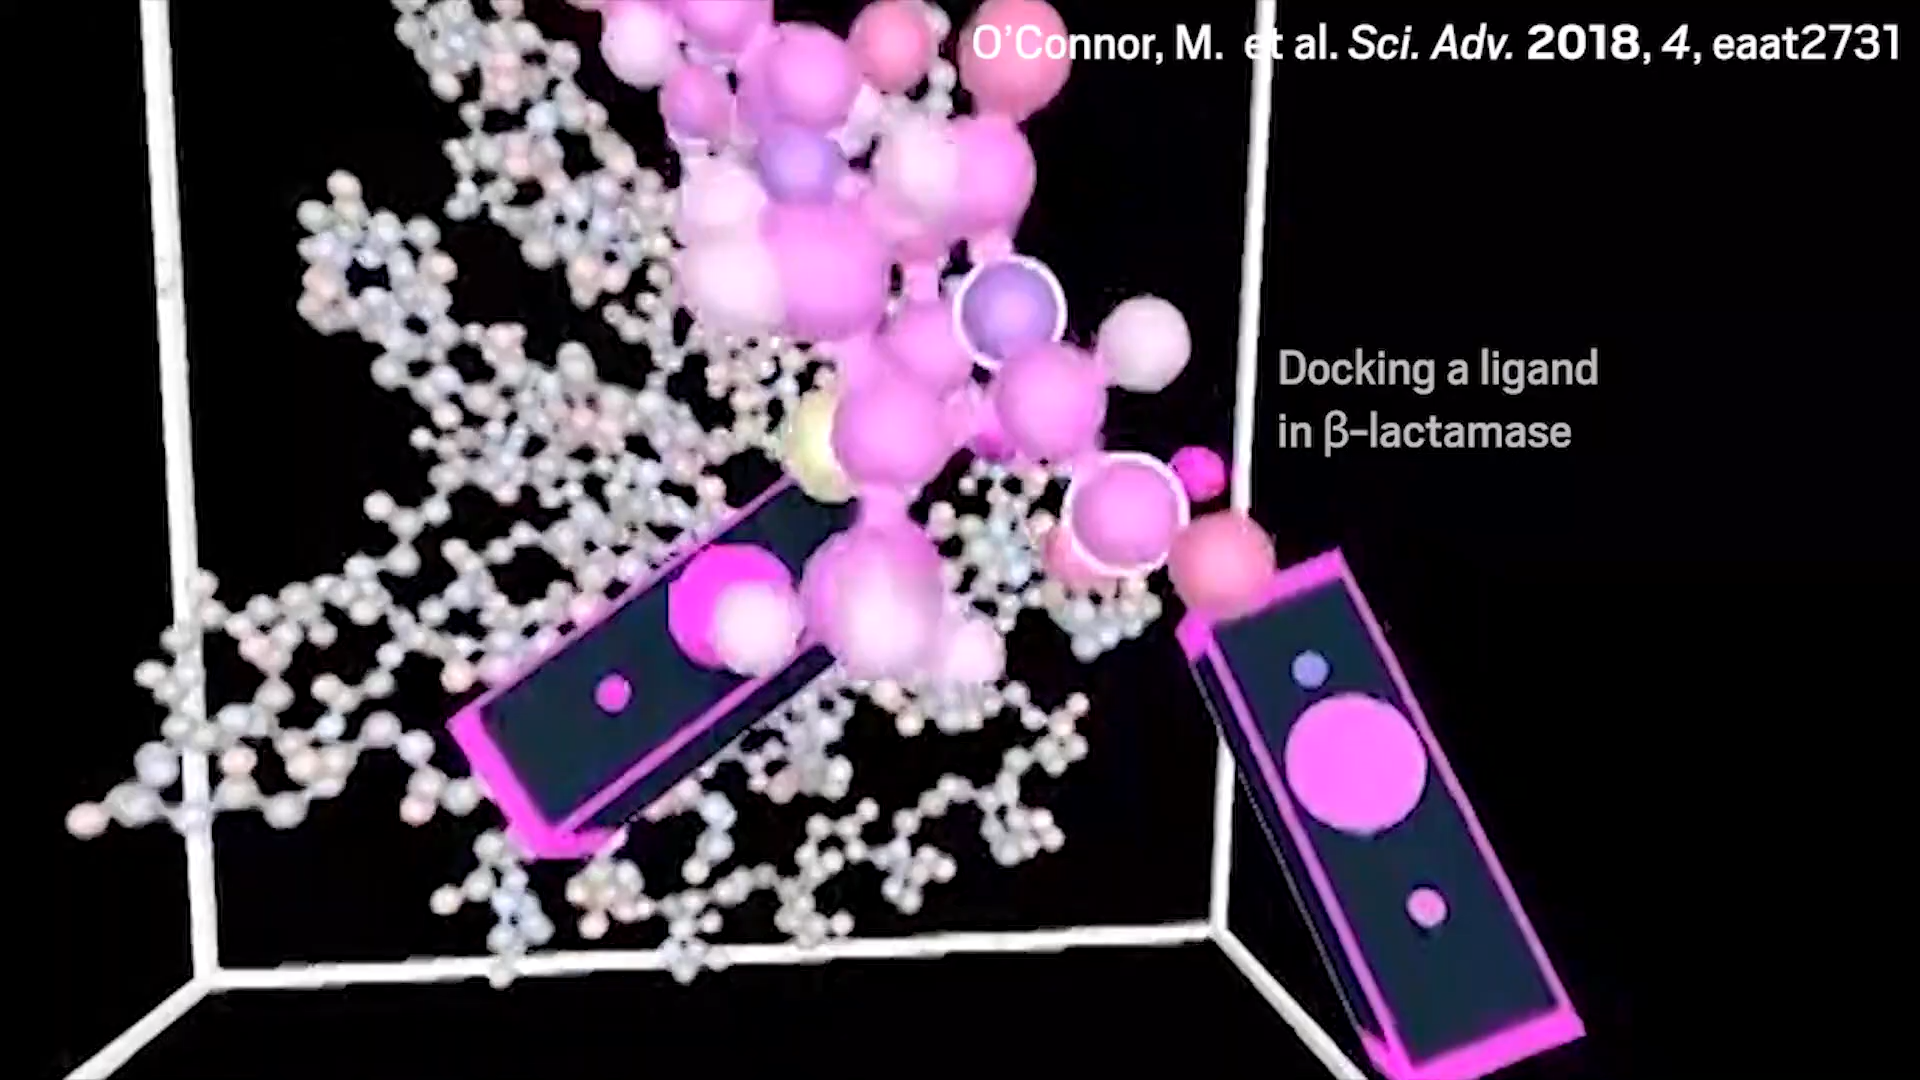 O’Connor, M. et al. Sci. Adv. 2018, 4, eaat2731
Docking a ligand
in β-lactamase